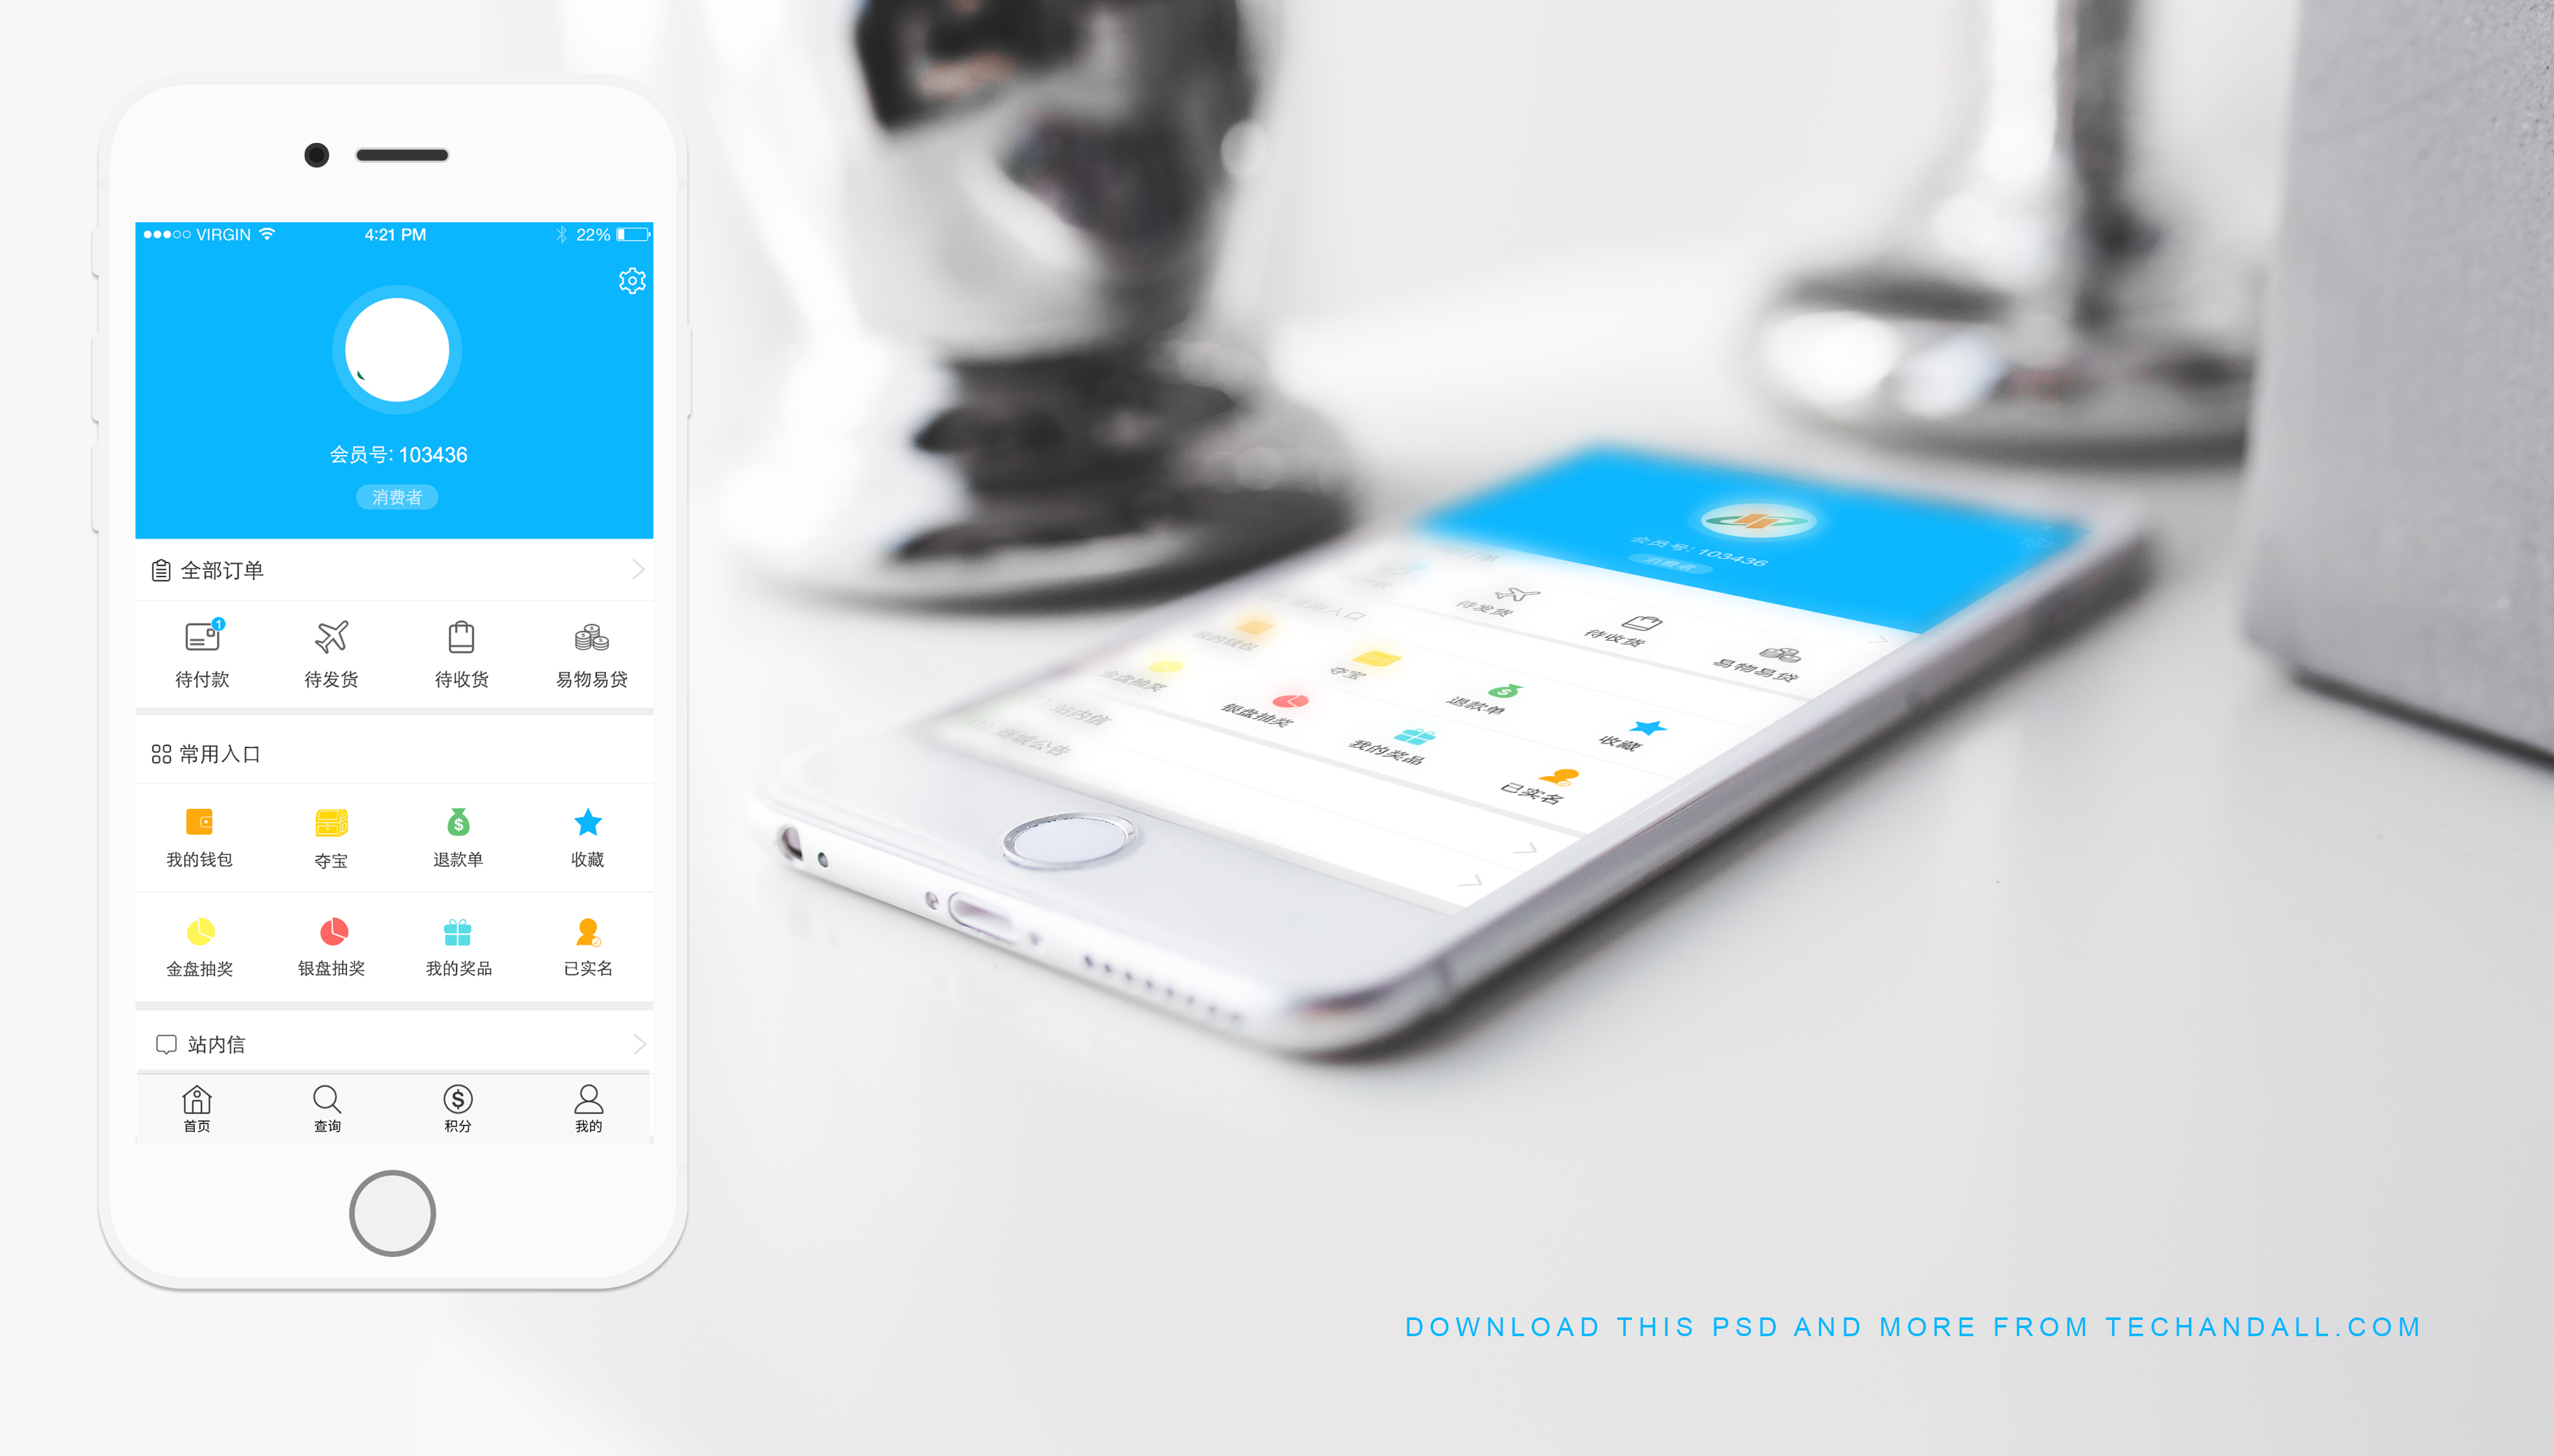 VIRGIN 4:21 PM 22%
会员号: 103436
消费者
全部订单
1
待付款 待发货 待收货 易物易贷
常用入口
我的钱包 夺宝 退款单 收藏
金盘抽奖 银盘抽奖 我的奖品 已实名
站内信
首页 查询 积分 我的
会员号: 103436
消费者
订单
待发货 待收货 易物易贷
常用入口
我的钱包 夺宝 退款单 收藏
金盘抽奖 银盘抽奖 我的奖品 已实名
站内信
商城公告
DOWNLOAD THIS PSD AND MORE FROM TECHANDALL.COM